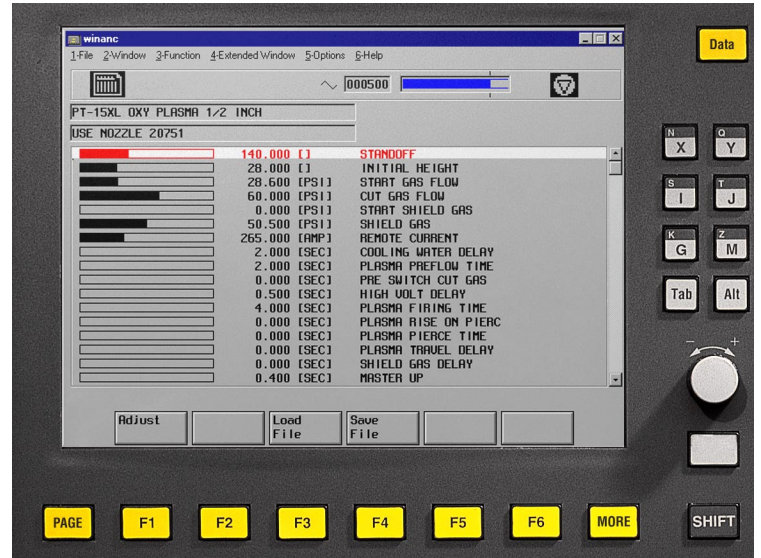 winanc
1-File 2-Window 3-Function 4-Extended Window 5-Options 6-Help
000500
PT-15XL OXY PLASMA 1/2 INCH
USE NOZZLE 20751
140.000 [] STANDOFF
28.000 [] INITIAL HEIGHT
28.600 [PSI] START GAS FLOW
60.000 [PSI] CUT GAS FLOW
0.000 [PSI] START SHIELD GAS
50.500 [PSI] SHIELD GAS
265.000 [AMP] REMOTE CURRENT
2.000 [SEC] COOLING WATER DELAY
2.000 [SEC] PLASMA PREFLOW TIME
0.000 [SEC] PRE SWITCH CUT GAS
0.500 [SEC] HIGH VOLT DELAY
4.000 [SEC] PLASMA FIRING TIME
0.000 [SEC] PLASMA RISE ON PIERC
0.000 [SEC] PLASMA PIERCE TIME
0.000 [SEC] PLASMA TRAVEL DELAY
0.000 [SEC] SHIELD GAS DELAY
0.400 [SEC] MASTER UP
Adjust Load File Save File
Data
N X Q Y
S I T J
K G Z M
Tab Alt
- +
PAGE F1 F2 F3 F4 F5 F6 MORE SHIFT